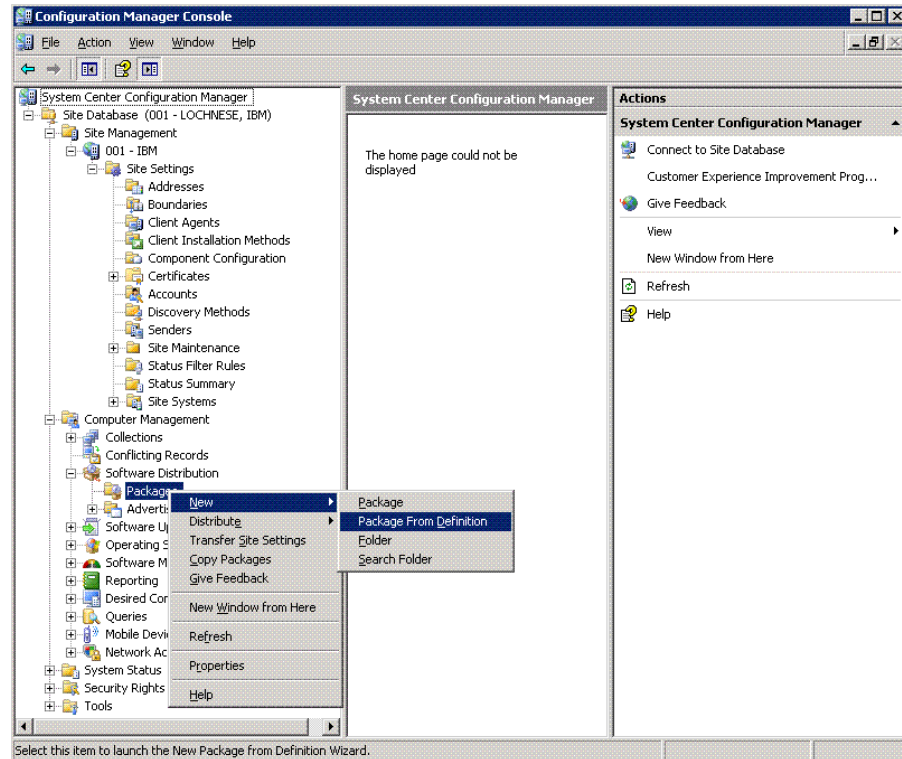 Configuration Manager Console
File Action View Window Help
System Center Configuration Manager
Site Database (001 - LOCHNESE, IBM)
Site Management
001 - IBM
Site Settings
Addresses
Boundaries
Client Agents
Client Installation Methods
Component Configuration
Certificates
Accounts
Discovery Methods
Senders
Site Maintenance
Status Filter Rules
Status Summary
Site Systems
Computer Management
Collections
Conflicting Records
Software Distribution
Packages
Adverti
Software Up
Operating S
Software M
Reporting
Desired Con
Queries
Mobile Devi
Network Ac
System Status
Security Rights
Tools
New
Distribute
Transfer Site Settings
Copy Packages
Give Feedback
New Window from Here
Refresh
Properties
Help
Package
Package From Definition
Folder
Search Folder
System Center Configuration Manager
The home page could not be
displayed
Actions
System Center Configuration Manager
Connect to Site Database
Customer Experience Improvement Prog...
Give Feedback
View
New Window from Here
Refresh
Help
Select this item to launch the New Package from Definition Wizard.